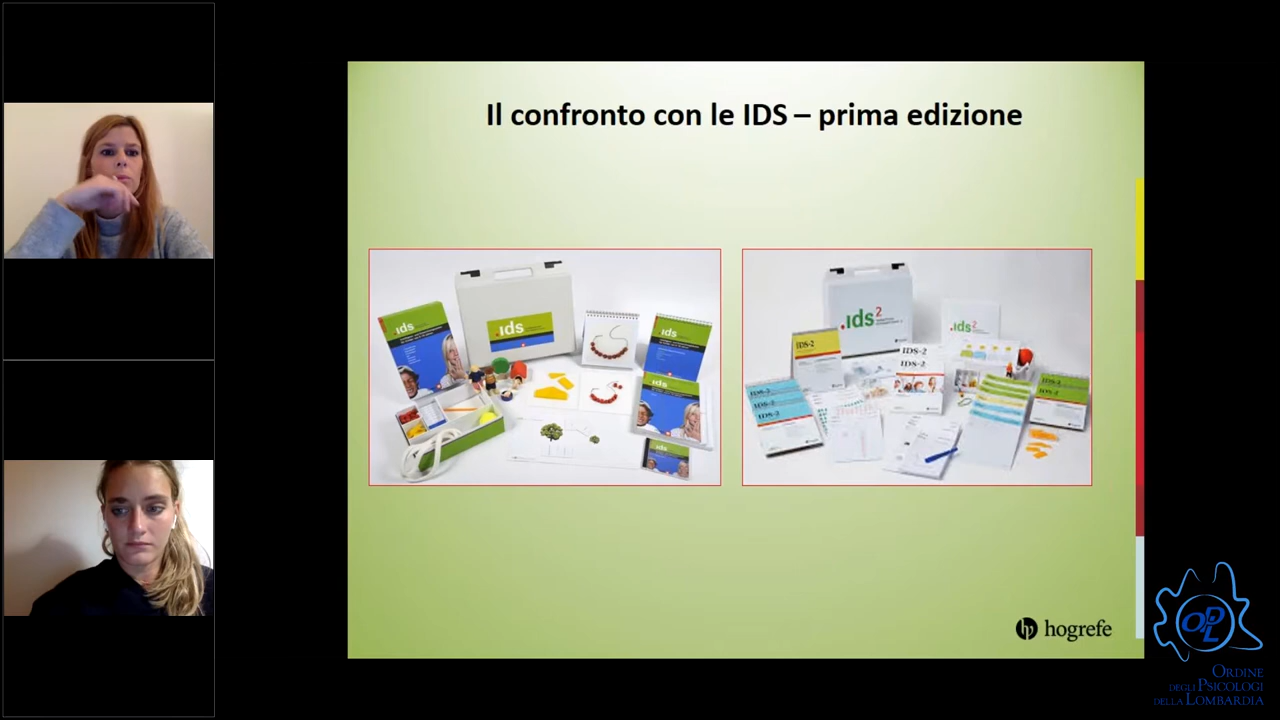 Il confronto con le IDS – prima edizione
.ids
.ids
.ids
.ids
.ids
.ids2
.ids2
IDS-2
IDS-2
IDS-2
IDS-2
IDS-2
IDS-2
IDS-2
hogrefe
OPL
ORDINE
DEGLI PSICOLOGI
DELLA LOMBARDIA